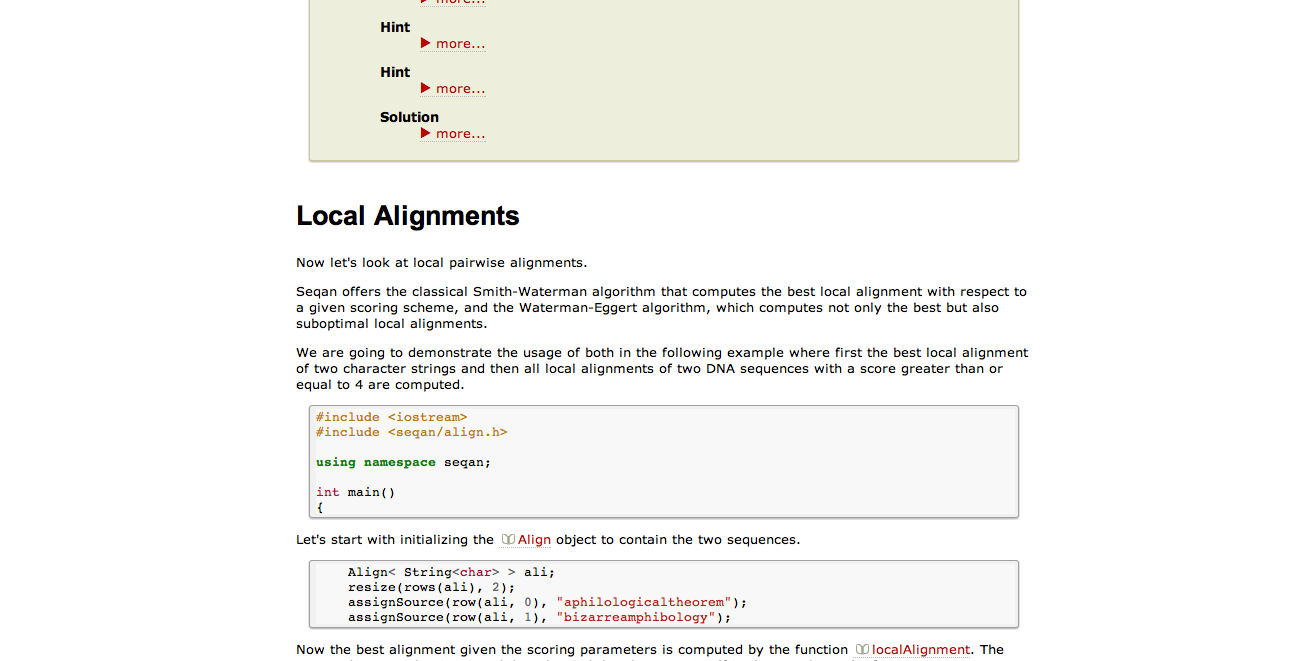 Hint
▶ more...
Hint
▶ more...
Solution
▶ more...
Local Alignments
Now let's look at local pairwise alignments.
Seqan offers the classical Smith-Waterman algorithm that computes the best local alignment with respect to
a given scoring scheme, and the Waterman-Eggert algorithm, which computes not only the best but also
suboptimal local alignments.
We are going to demonstrate the usage of both in the following example where first the best local alignment
of two character strings and then all local alignments of two DNA sequences with a score greater than or
equal to 4 are computed.
#include <iostream>
#include <seqan/align.h>
using namespace seqan;
int main()
{
Let's start with initializing the Align object to contain the two sequences.
Align< String<char> > ali;
resize(rows(ali), 2);
assignSource(row(ali, 0), "aphilologicaltheorem");
assignSource(row(ali, 1), "bizarreamphibology");
Now the best alignment given the scoring parameters is computed by the function localAlignment. The